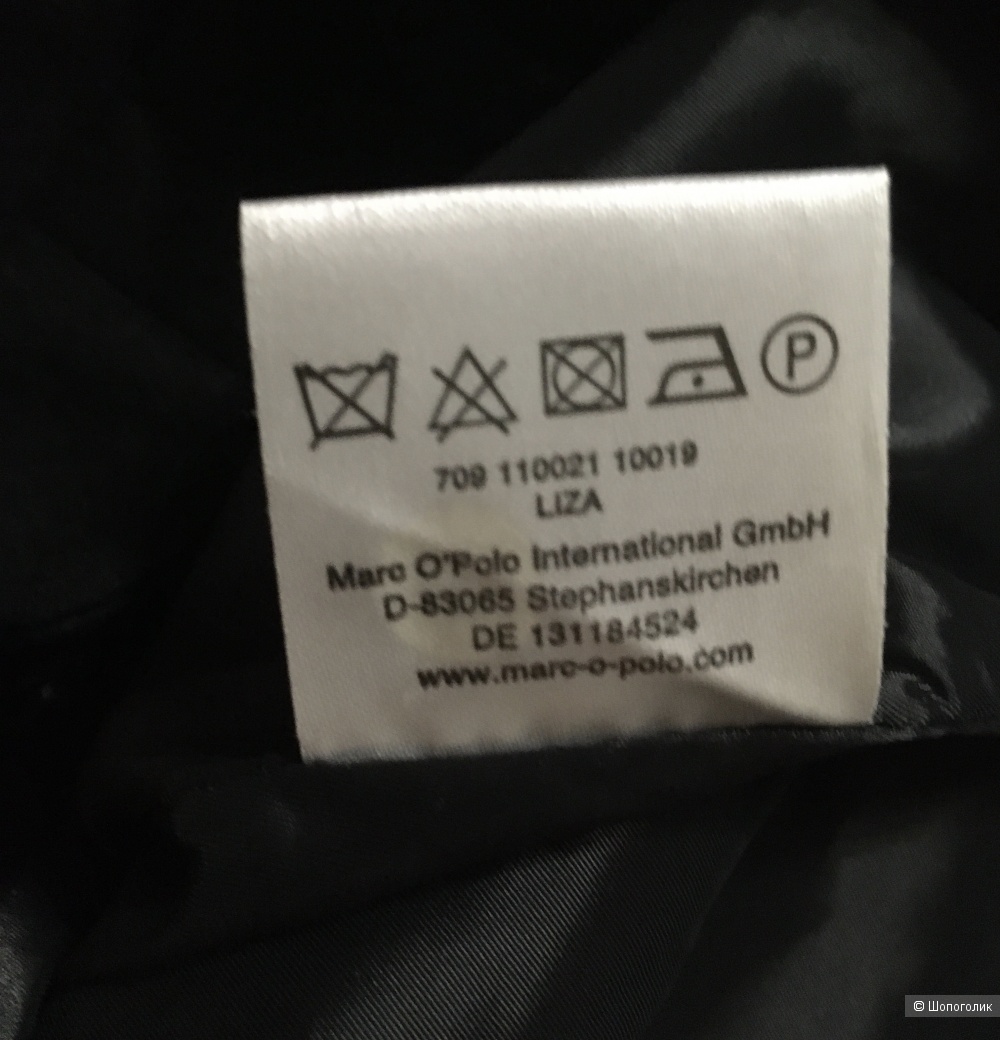 P
709 110021 10019
LIZA
Marc O'Polo International GmbH
D-83065 Stephanskirchen
DE 131184524
www.marc-o-polo.com
© Шопоголик